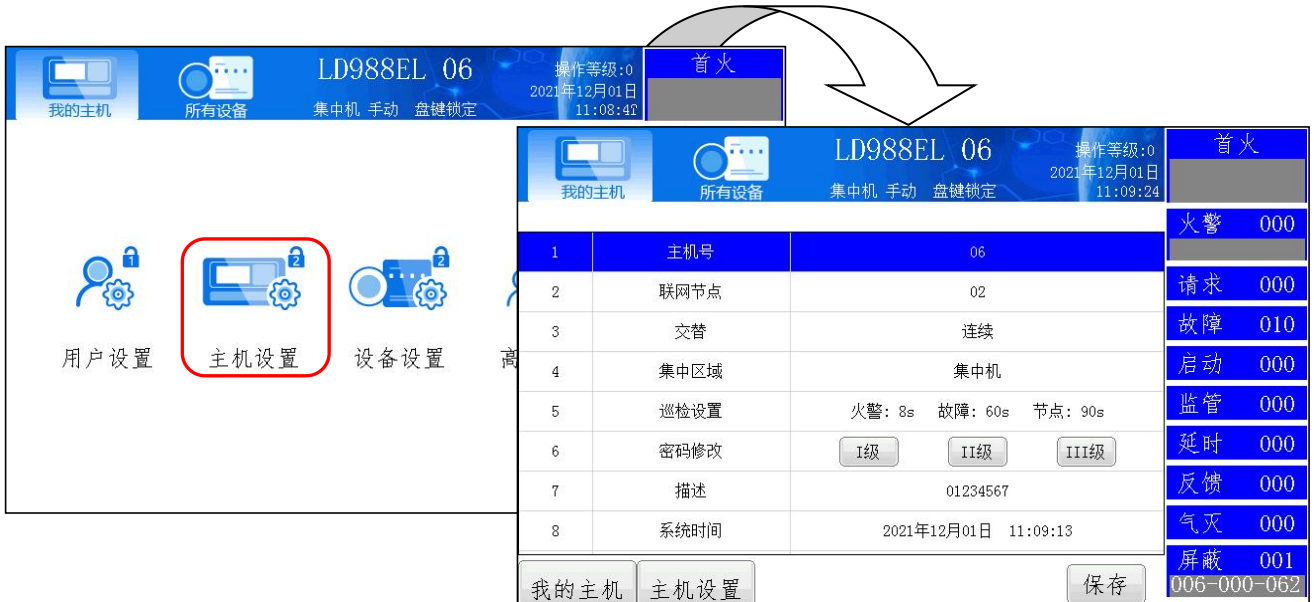 我的主机
所有设备
LD988EL 06
集中机 手动 盘键锁定
操作等级:0
2021年12月01日
首火
用户设置
主机设置
设备设置
我的主机
所有设备
LD988EL 06
集中机 手动 盘键锁定
操作等级:0
2021年12月01日
11:09:24
首火
火警 000
请求 000
故障 010
启动 000
监管 000
延时 000
反馈 000
气灭 000
屏蔽 001
006-000-062
1 主机号 06
2 联网节点 02
3 交替 连续
4 集中区域 集中机
5 巡检设置 火警: 8s 故障: 60s 节点: 90s
6 密码修改 I级 II级 III级
7 描述 01234567
8 系统时间 2021年12月01日 11:09:13
我的主机 主机设置 保存